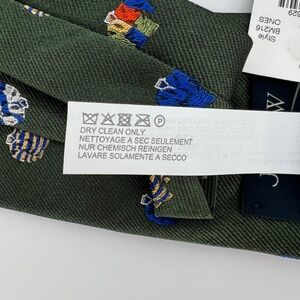 DRY CLEAN ONLY
NETTOYAGE A SEC SEULEMENT
NUR CHEMISCH REINIGEN
LAVARE SOLAMENTE A SECCO
Style
BM216
ONES